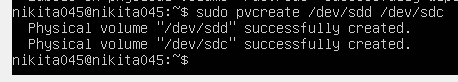 nikita045@nikita045:~$ sudo pvcreate /dev/sdd /dev/sdc
  Physical volume "/dev/sdd" successfully created.
  Physical volume "/dev/sdc" successfully created.
nikita045@nikita045:~$